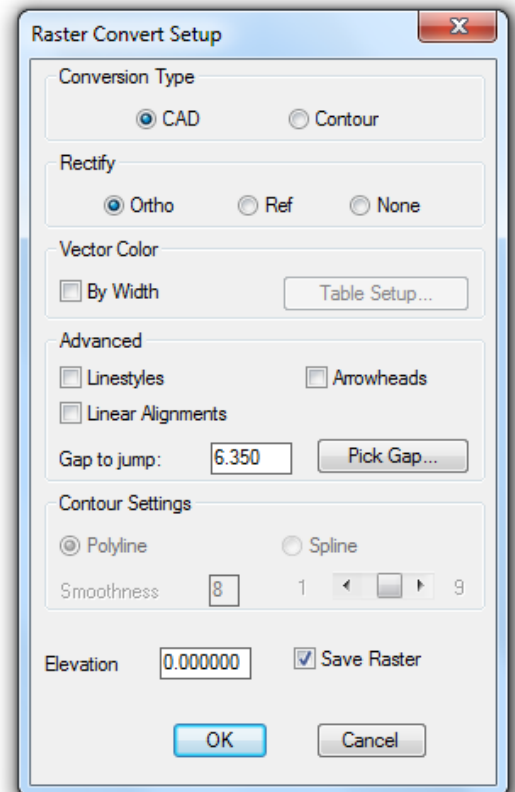 Raster Convert Setup
Conversion Type
CAD Contour
Rectify
Ortho Ref None
Vector Color
By Width Table Setup...
Advanced
Linestyles Arrowheads
Linear Alignments
Gap to jump: 6.350 Pick Gap...
Contour Settings
Polyline Spline
Smoothness 8 1 9
Elevation 0.000000 Save Raster
OK Cancel